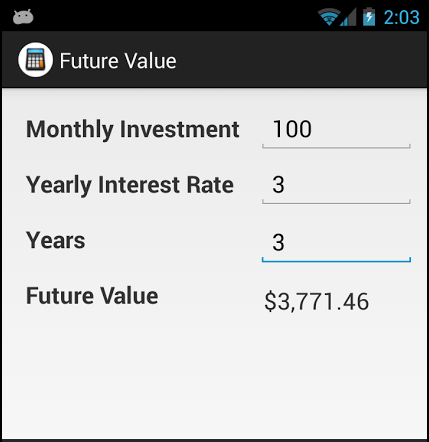 2:03
Future Value
Monthly Investment 100
Yearly Interest Rate 3
Years 3
Future Value $3,771.46